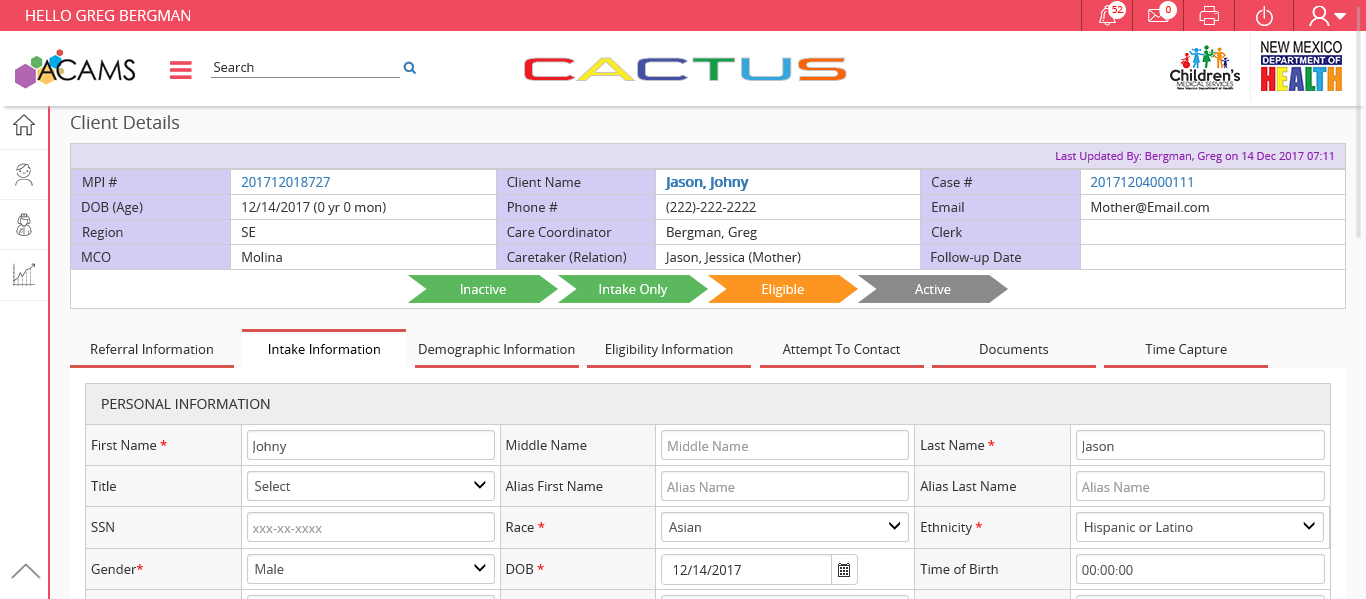 HELLO GREG BERGMAN 52 0
ACAMS Search CACTUS Children's MEDICAL SERVICES New Mexico Department of Health NEW MEXICO DEPARTMENT OF HEALTH
Client Details
Last Updated By: Bergman, Greg on 14 Dec 2017 07:11
MPI # 201712018727 Client Name Jason, Johny Case # 20171204000111
DOB (Age) 12/14/2017 (0 yr 0 mon) Phone # (222)-222-2222 Email Mother@Email.com
Region SE Care Coordinator Bergman, Greg Clerk
MCO Molina Caretaker (Relation) Jason, Jessica (Mother) Follow-up Date
Inactive Intake Only Eligible Active
Referral Information Intake Information Demographic Information Eligibility Information Attempt To Contact Documents Time Capture
PERSONAL INFORMATION
First Name * Johny Middle Name Middle Name Last Name * Jason
Title Select Alias First Name Alias Name Alias Last Name Alias Name
SSN xxx-xx-xxxx Race * Asian Ethnicity * Hispanic or Latino
Gender* Male DOB * 12/14/2017 Time of Birth 00:00:00